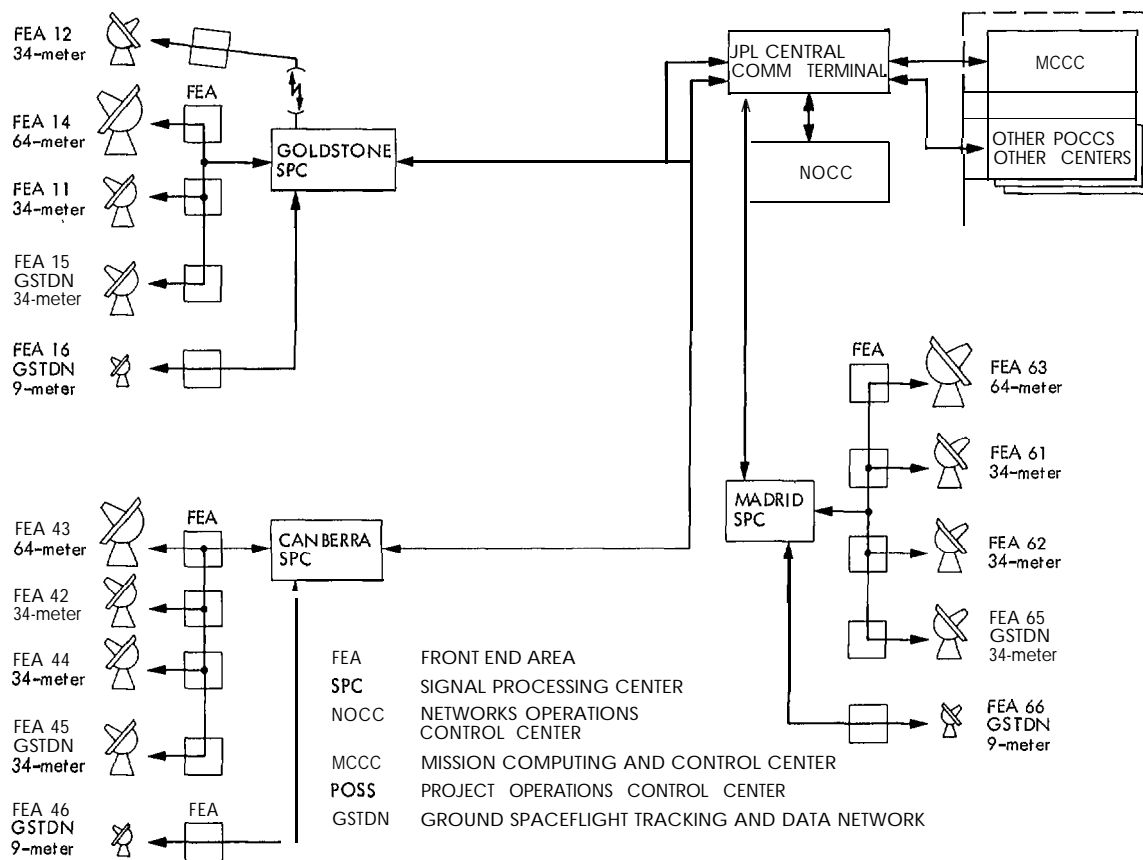 FEA 12
34-meter
FEA
FEA 14
64-meter
FEA 11
34-meter
FEA 15
GSTDN
34-meter
FEA 16
GSTDN
9-meter
GOLDSTONE
SPC
JPL CENTRAL
COMM TERMINAL
NOCC
MCCC
OTHER POCCS
OTHER CENTERS
FEA
FEA 63
64-meter
FEA 61
34-meter
MADRID
SPC
FEA 62
34-meter
FEA 65
GSTDN
34-meter
FEA 66
GSTDN
9-meter
FEA
FEA 43
64-meter
CANBERRA
SPC
FEA 42
34-meter
FEA 44
34-meter
FEA 45
GSTDN
34-meter
FEA 46
GSTDN
9-meter
FEA
FEA FRONT END AREA
SPC SIGNAL PROCESSING CENTER
NOCC NETWORKS OPERATIONS
CONTROL CENTER
MCCC MISSION COMPUTING AND CONTROL CENTER
POSS PROJECT OPERATIONS CONTROL CENTER
GSTDN GROUND SPACEFLIGHT TRACKING AND DATA NETWORK